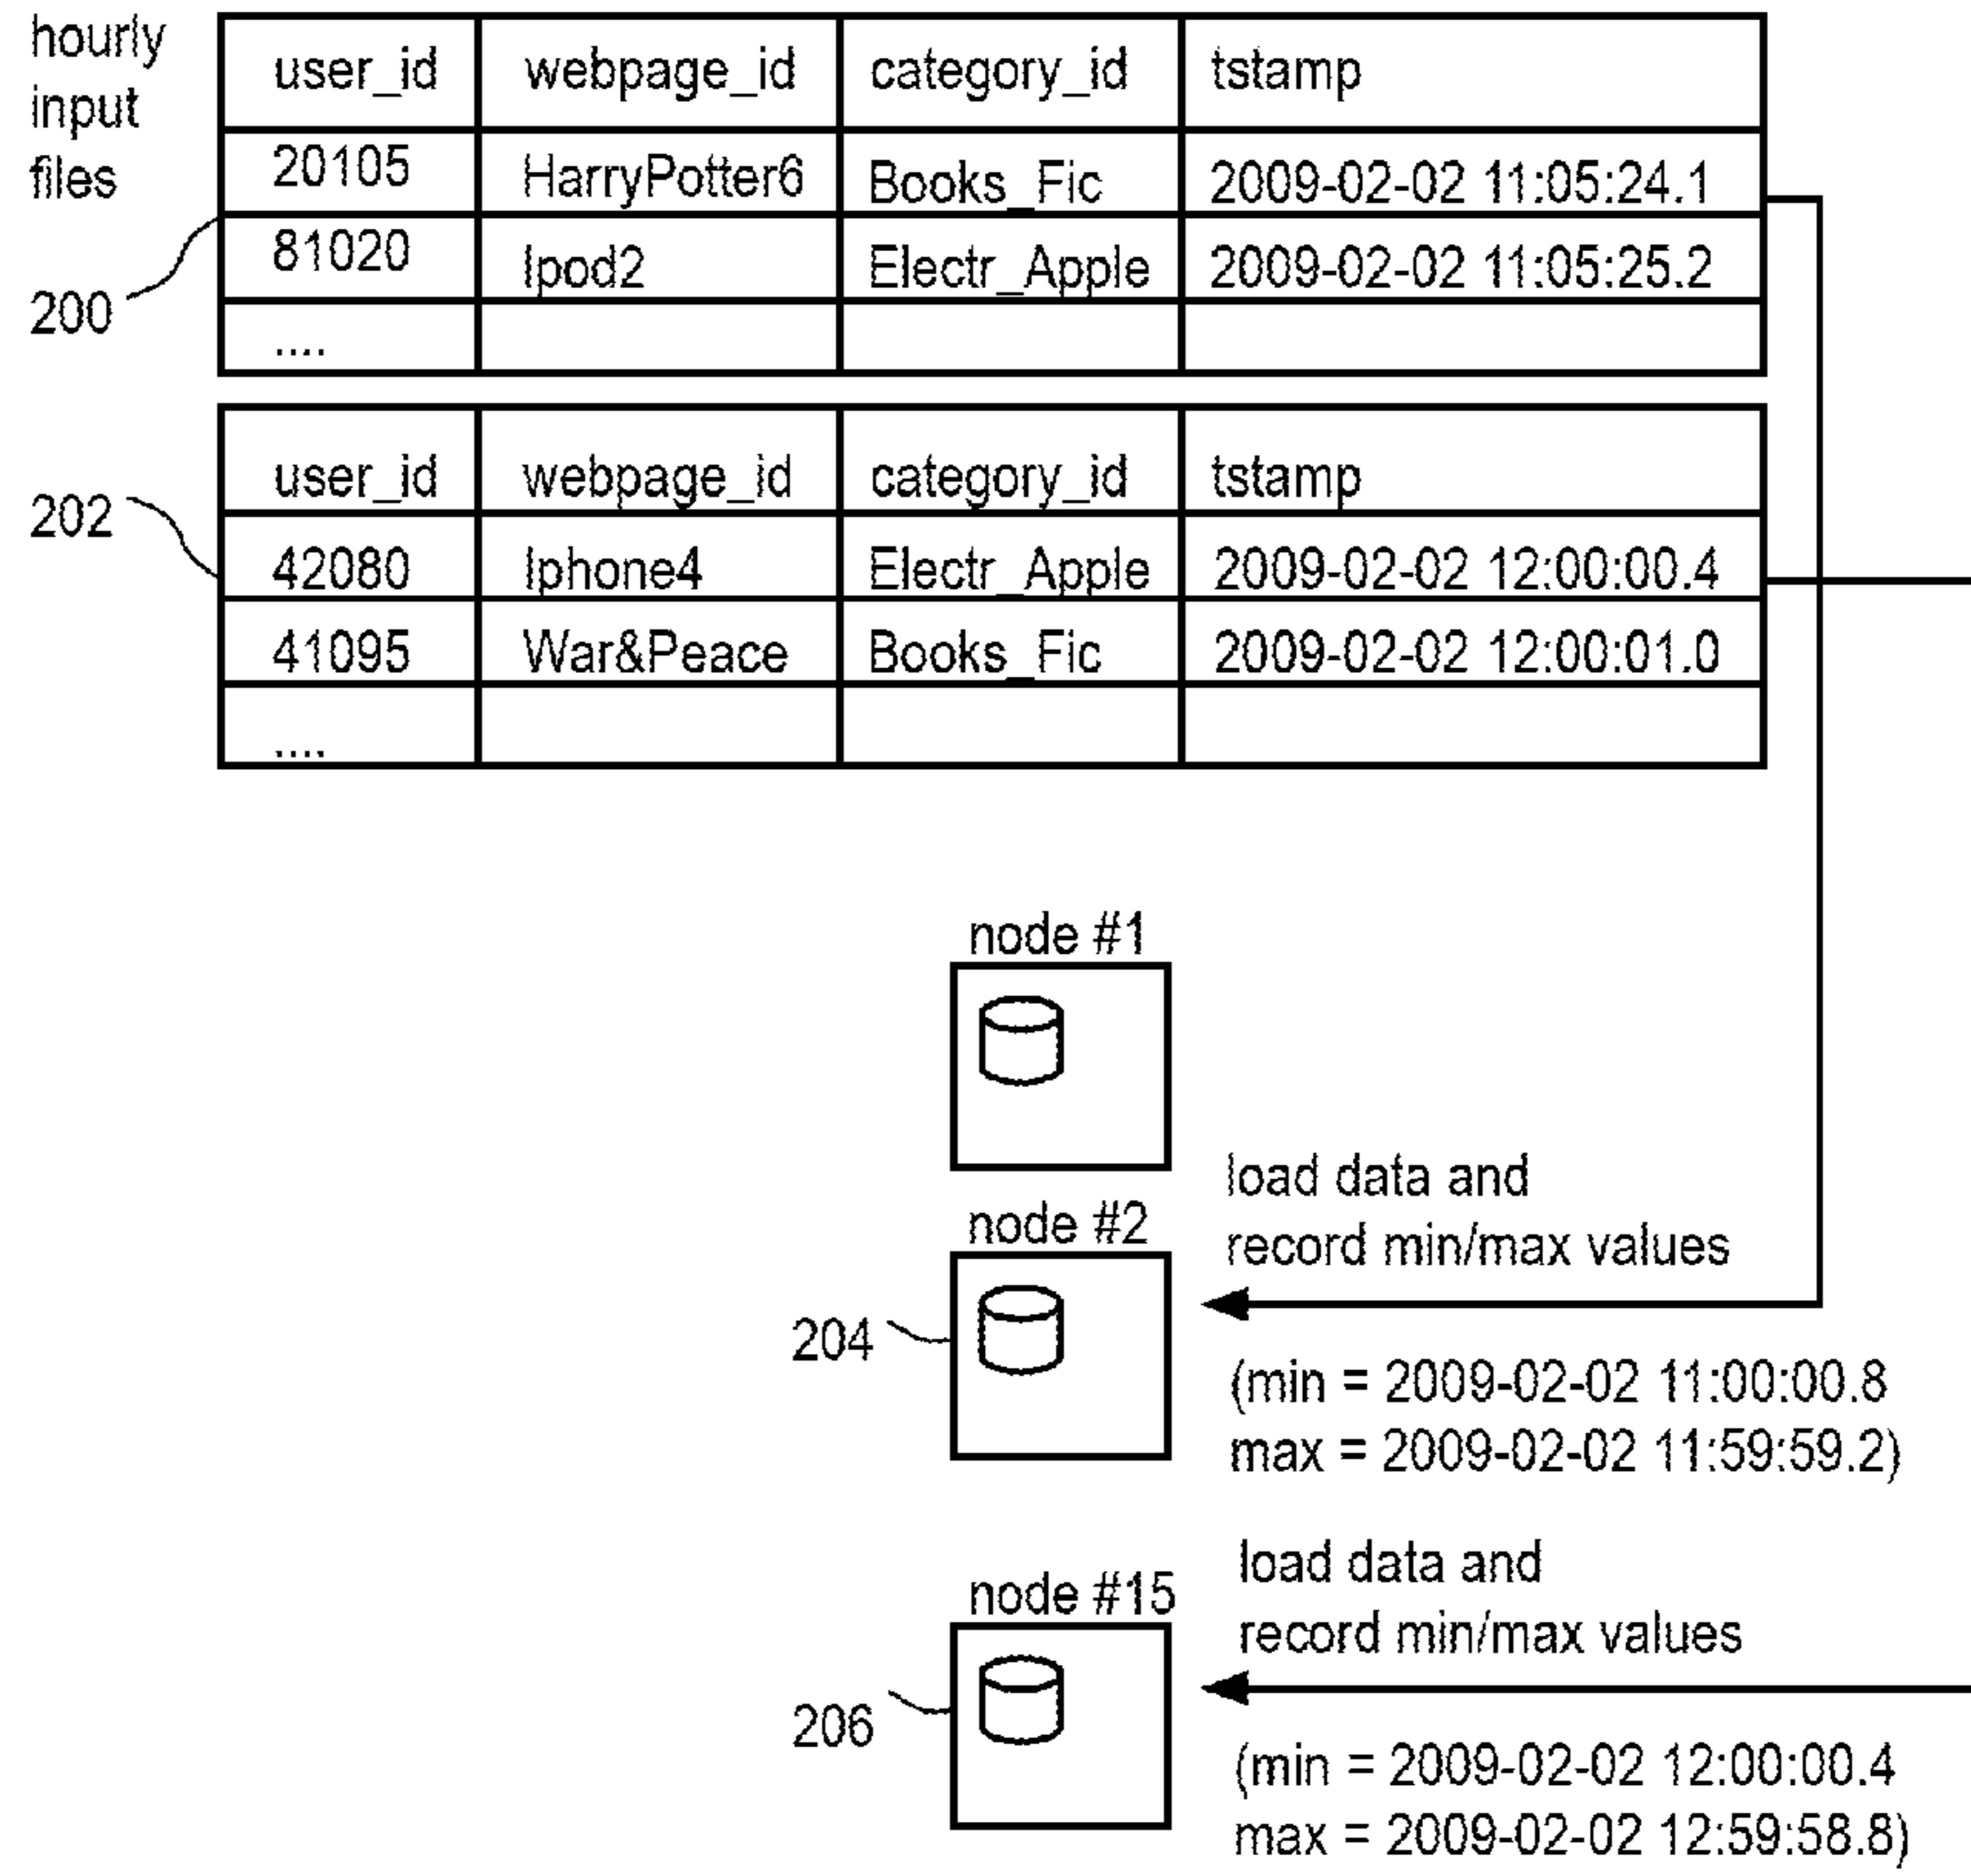 hourly
input
files
user_id webpage_id category_id tstamp
20105 HarryPotter6 Books_Fic 2009-02-02 11:05:24.1
81020 Ipod2 Electr_Apple 2009-02-02 11:05:25.2
....
200
user_id webpage_id category_id tstamp
42080 Iphone4 Electr_Apple 2009-02-02 12:00:00.4
41095 War&Peace Books_Fic 2009-02-02 12:00:01.0
....
202
node #1
node #2
204
load data and
record min/max values
(min = 2009-02-02 11:00:00.8
max = 2009-02-02 11:59:59.2)
node #15
206
load data and
record min/max values
(min = 2009-02-02 12:00:00.4
max = 2009-02-02 12:59:58.8)